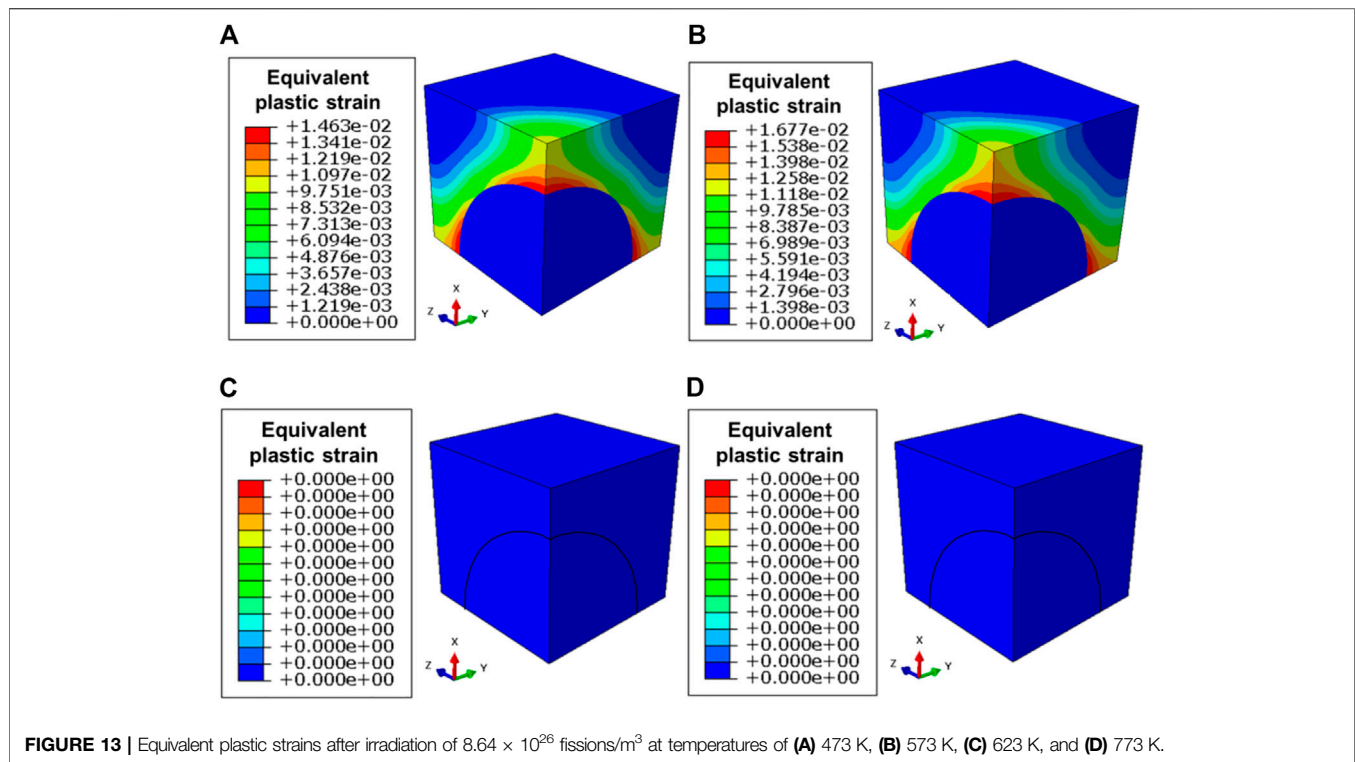 A
Equivalent
plastic strain
+1.463e-02
+1.341e-02
+1.219e-02
+1.097e-02
+9.751e-03
+8.532e-03
+7.313e-03
+6.094e-03
+4.876e-03
+3.657e-03
+2.438e-03
+1.219e-03
+0.000e+00
X
Z
Y
B
Equivalent
plastic strain
+1.677e-02
+1.538e-02
+1.398e-02
+1.258e-02
+1.118e-02
+9.785e-03
+8.387e-03
+6.989e-03
+5.591e-03
+4.194e-03
+2.796e-03
+1.398e-03
+0.000e+00
X
Z
Y
C
Equivalent
plastic strain
+0.000e+00
+0.000e+00
+0.000e+00
+0.000e+00
+0.000e+00
+0.000e+00
+0.000e+00
+0.000e+00
+0.000e+00
+0.000e+00
+0.000e+00
+0.000e+00
+0.000e+00
X
Z
Y
D
Equivalent
plastic strain
+0.000e+00
+0.000e+00
+0.000e+00
+0.000e+00
+0.000e+00
+0.000e+00
+0.000e+00
+0.000e+00
+0.000e+00
+0.000e+00
+0.000e+00
+0.000e+00
+0.000e+00
X
Z
Y
FIGURE 13 | Equivalent plastic strains after irradiation of 8.64 × 10²⁶ fissions/m³ at temperatures of (A) 473 K, (B) 573 K, (C) 623 K, and (D) 773 K.